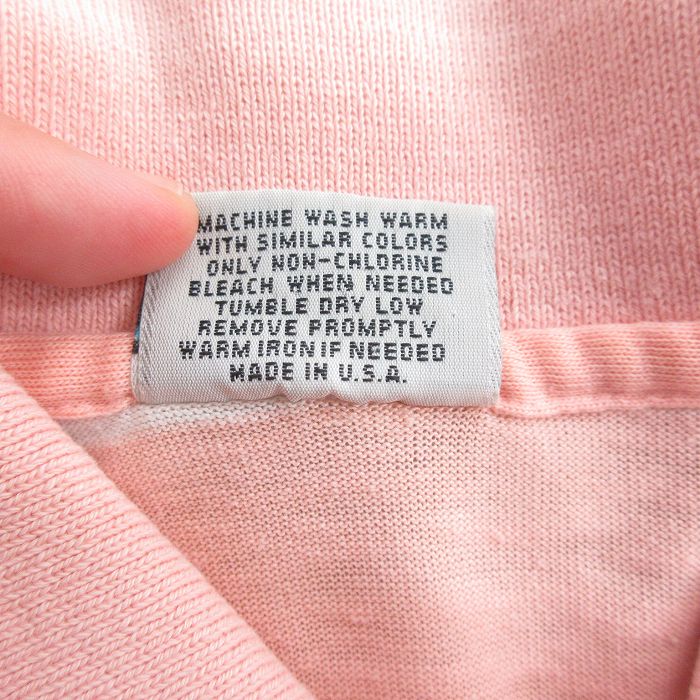 MACHINE WASH WARM
WITH SIMILAR COLORS
ONLY NON-CHLORINE
BLEACH WHEN NEEDED
TUMBLE DRY LOW
REMOVE PROMPTLY
WARM IRON IF NEEDED
MADE IN U.S.A.